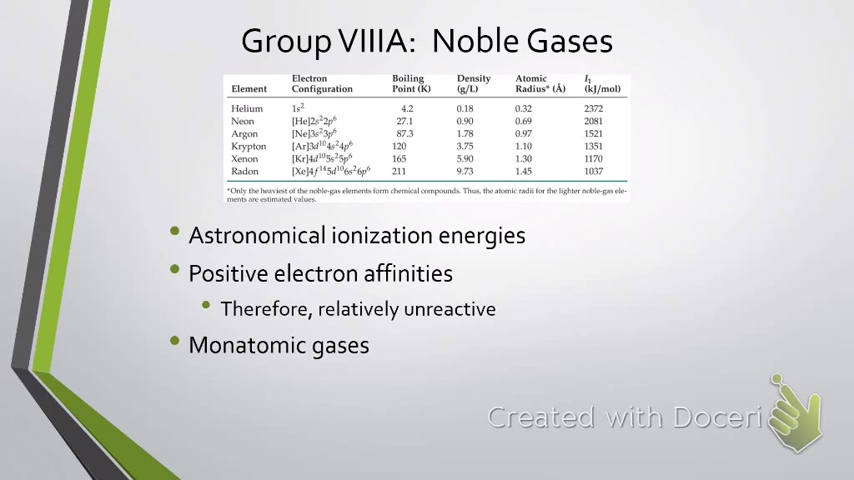 Group VIIIA: Noble Gases
Element Electron Configuration Boiling Point (K) Density (g/L) Atomic Radius* (Å) I₁ (kJ/mol)
Helium 1s² 4.2 0.18 0.32 2372
Neon [He]2s²2p⁶ 27.1 0.90 0.69 2081
Argon [Ne]3s²3p⁶ 87.3 1.78 0.97 1521
Krypton [Ar]3d¹⁰4s²4p⁶ 120 3.75 1.10 1351
Xenon [Kr]4d¹⁰5s²5p⁶ 165 5.90 1.30 1170
Radon [Xe]4f¹⁴5d¹⁰6s²6p⁶ 211 9.73 1.45 1037
*Only the heaviest of the noble-gas elements form chemical compounds. Thus, the atomic radii for the lighter noble-gas ele-
ments are estimated values.
• Astronomical ionization energies
• Positive electron affinities
• Therefore, relatively unreactive
• Monatomic gases
Created with Doceri